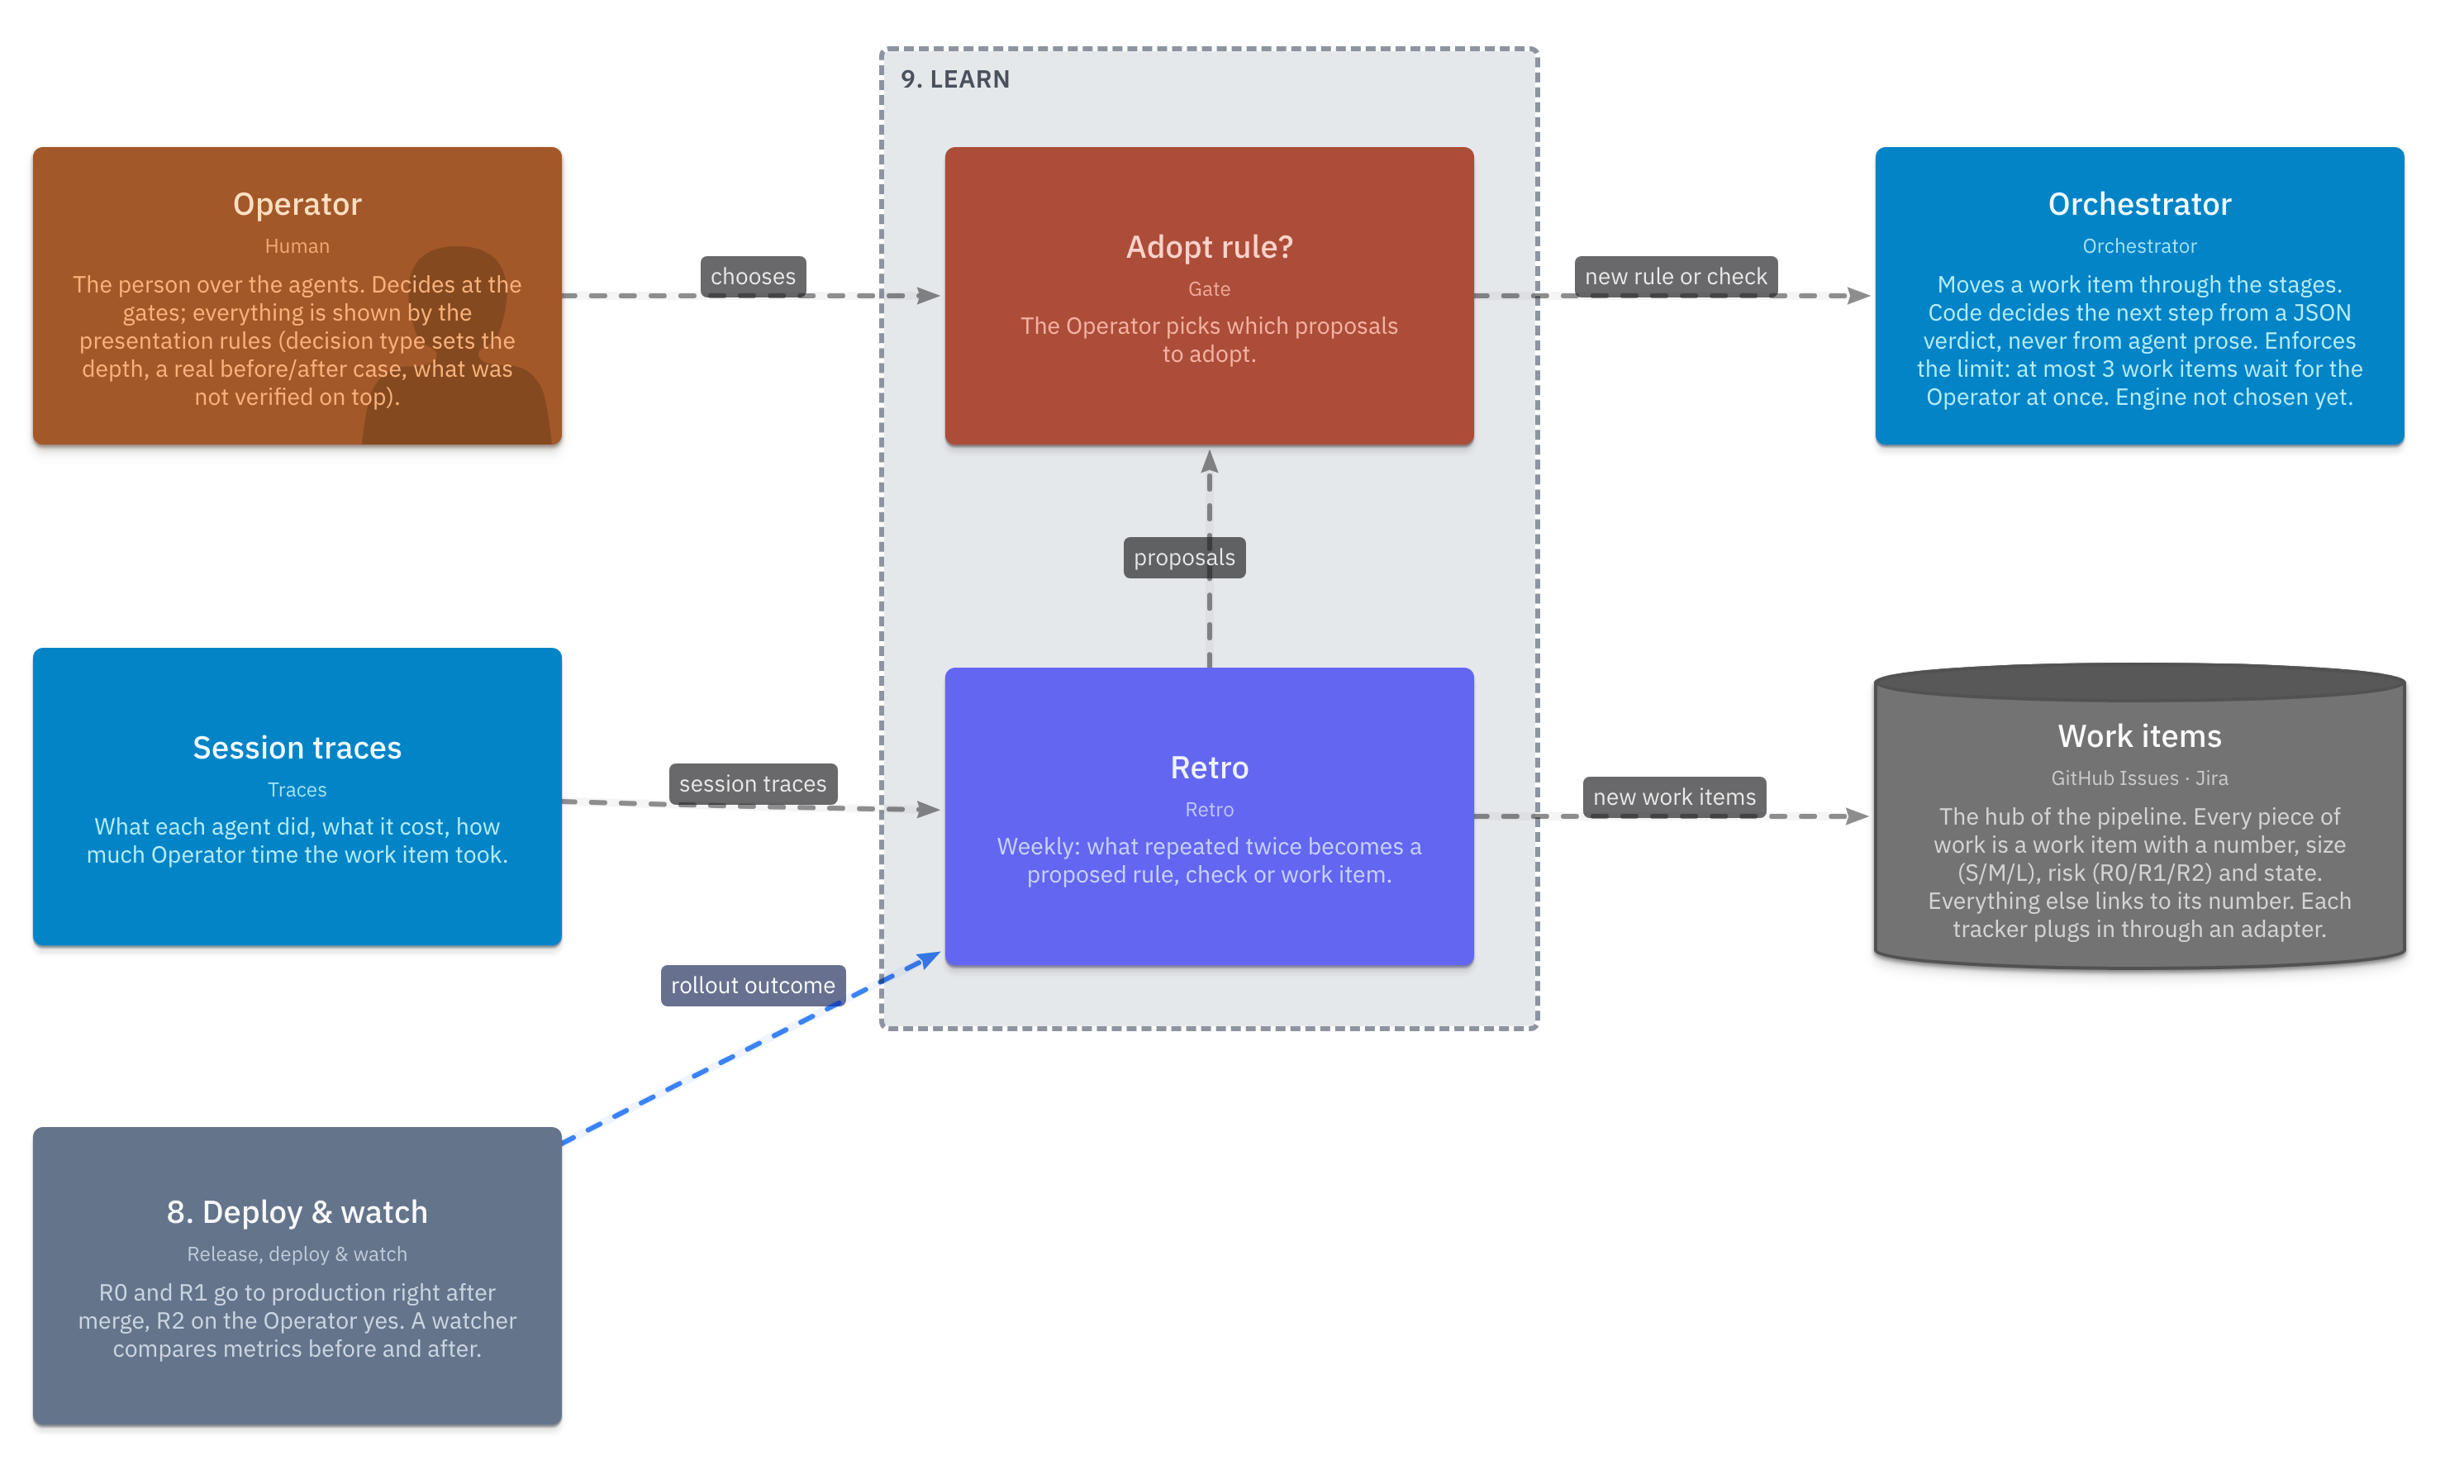 9. LEARN
Operator
Human
The person over the agents. Decides at the
gates; everything is shown by the
presentation rules (decision type sets the
depth, a real before/after case, what was
not verified on top).
chooses
Adopt rule?
Gate
The Operator picks which proposals
to adopt.
new rule or check
Orchestrator
Orchestrator
Moves a work item through the stages.
Code decides the next step from a JSON
verdict, never from agent prose. Enforces
the limit: at most 3 work items wait for the
Operator at once. Engine not chosen yet.
proposals
Session traces
Traces
What each agent did, what it cost, how
much Operator time the work item took.
session traces
Retro
Retro
Weekly: what repeated twice becomes a
proposed rule, check or work item.
new work items
Work items
GitHub Issues · Jira
The hub of the pipeline. Every piece of
work is a work item with a number, size
(S/M/L), risk (R0/R1/R2) and state.
Everything else links to its number. Each
tracker plugs in through an adapter.
rollout outcome
8. Deploy & watch
Release, deploy & watch
R0 and R1 go to production right after
merge, R2 on the Operator yes. A watcher
compares metrics before and after.